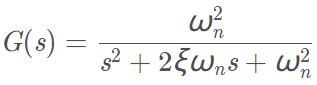 G(s) = ω_n^2 / (s^2 + 2ξω_n s + ω_n^2)